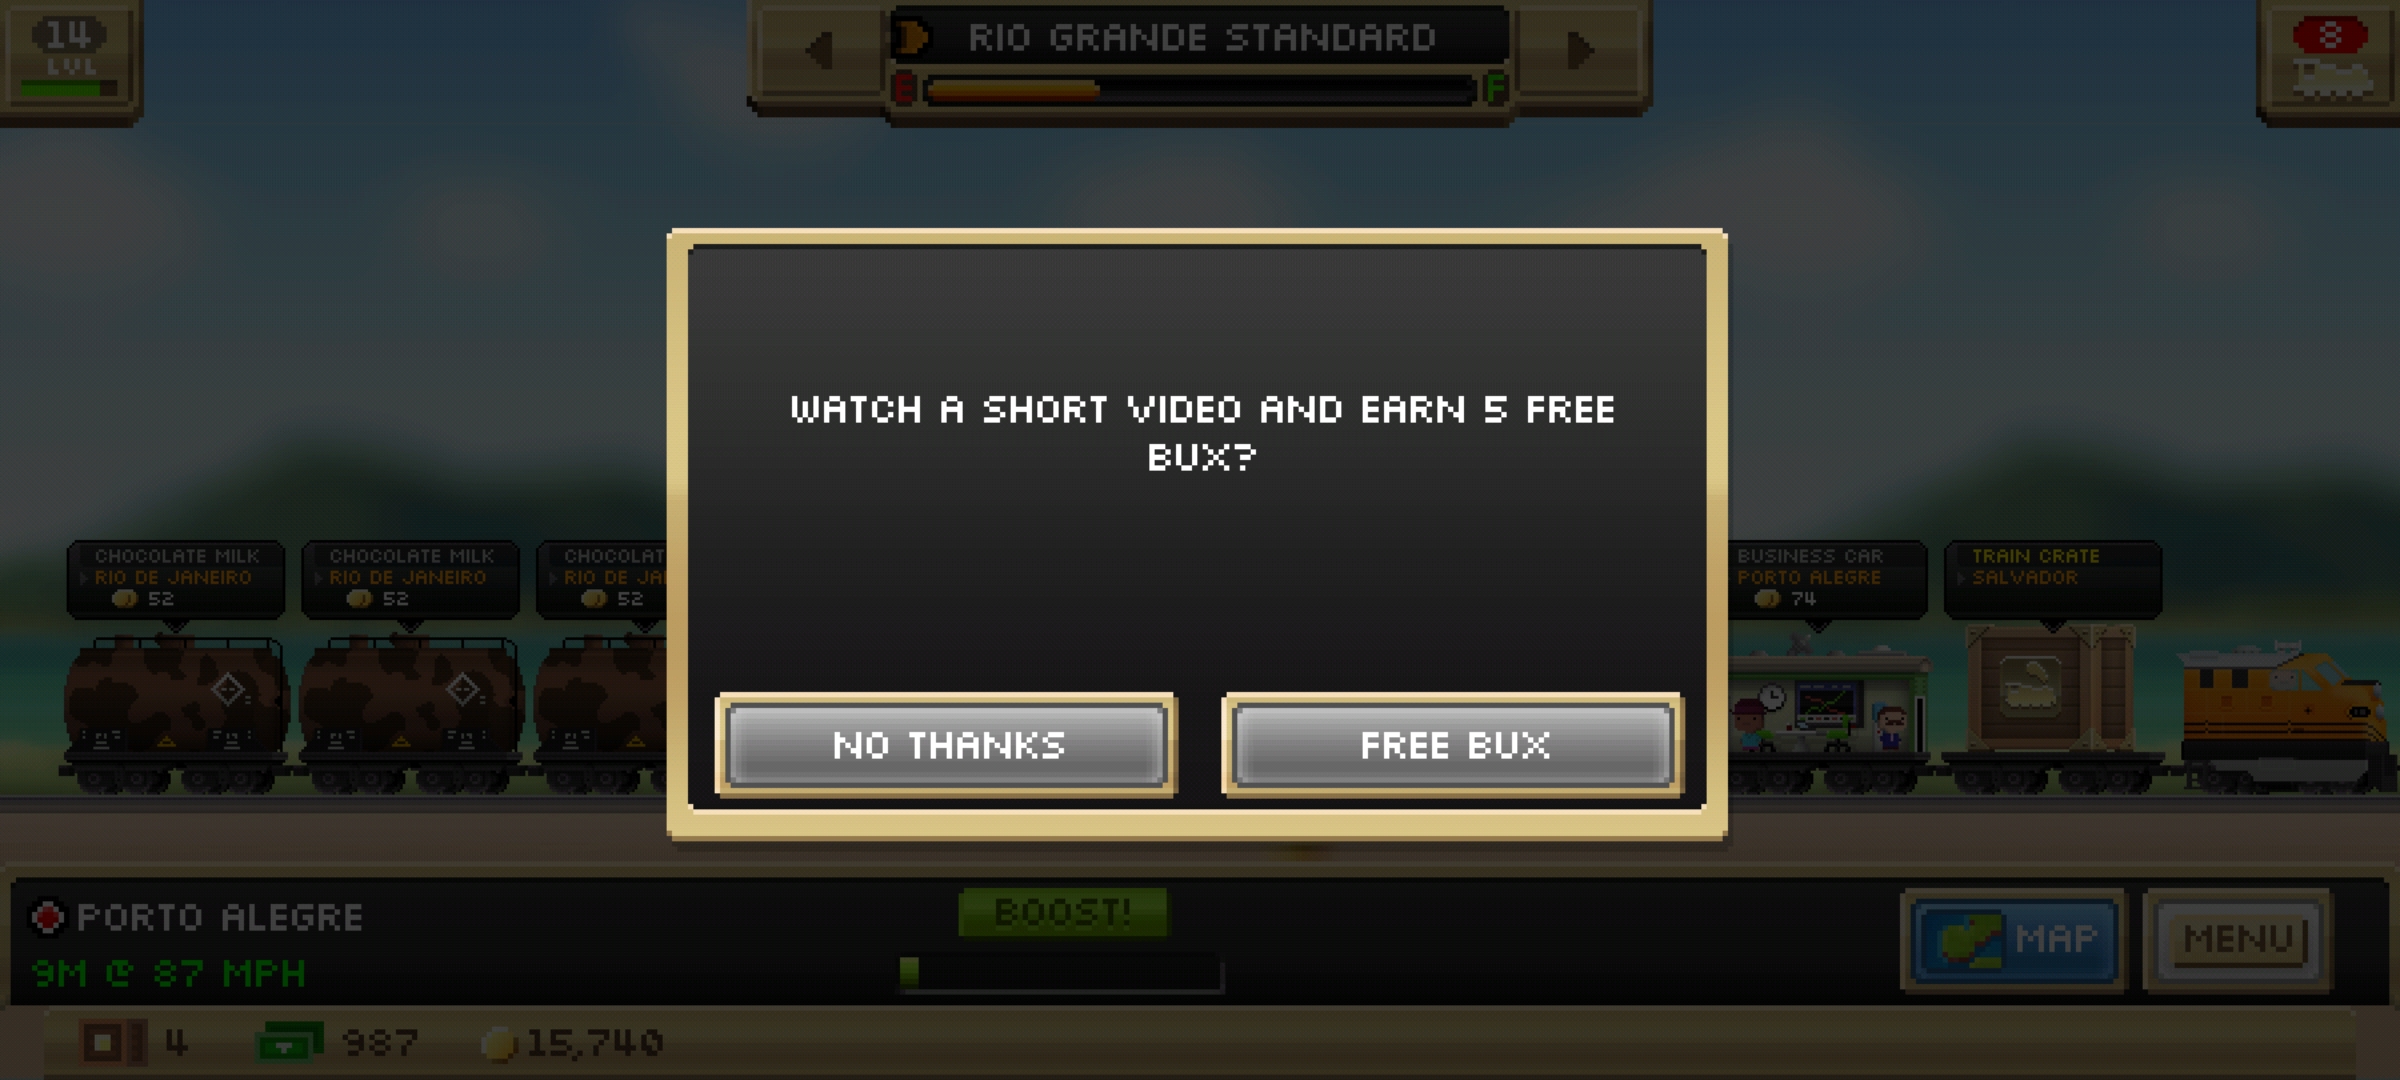 14
LVL
RIO GRANDE STANDARD
E
F
8
WATCH A SHORT VIDEO AND EARN 5 FREE
BUX?
NO THANKS
FREE BUX
CHOCOLATE MILK
RIO DE JANEIRO
52
CHOCOLATE MILK
RIO DE JANEIRO
52
CHOCOLAT
RIO DE JA
52
BUSINESS CAR
PORTO ALEGRE
74
TRAIN CRATE
SALVADOR
PORTO ALEGRE
9M @ 87 MPH
BOOST!
MAP
MENU
4
987
15,740